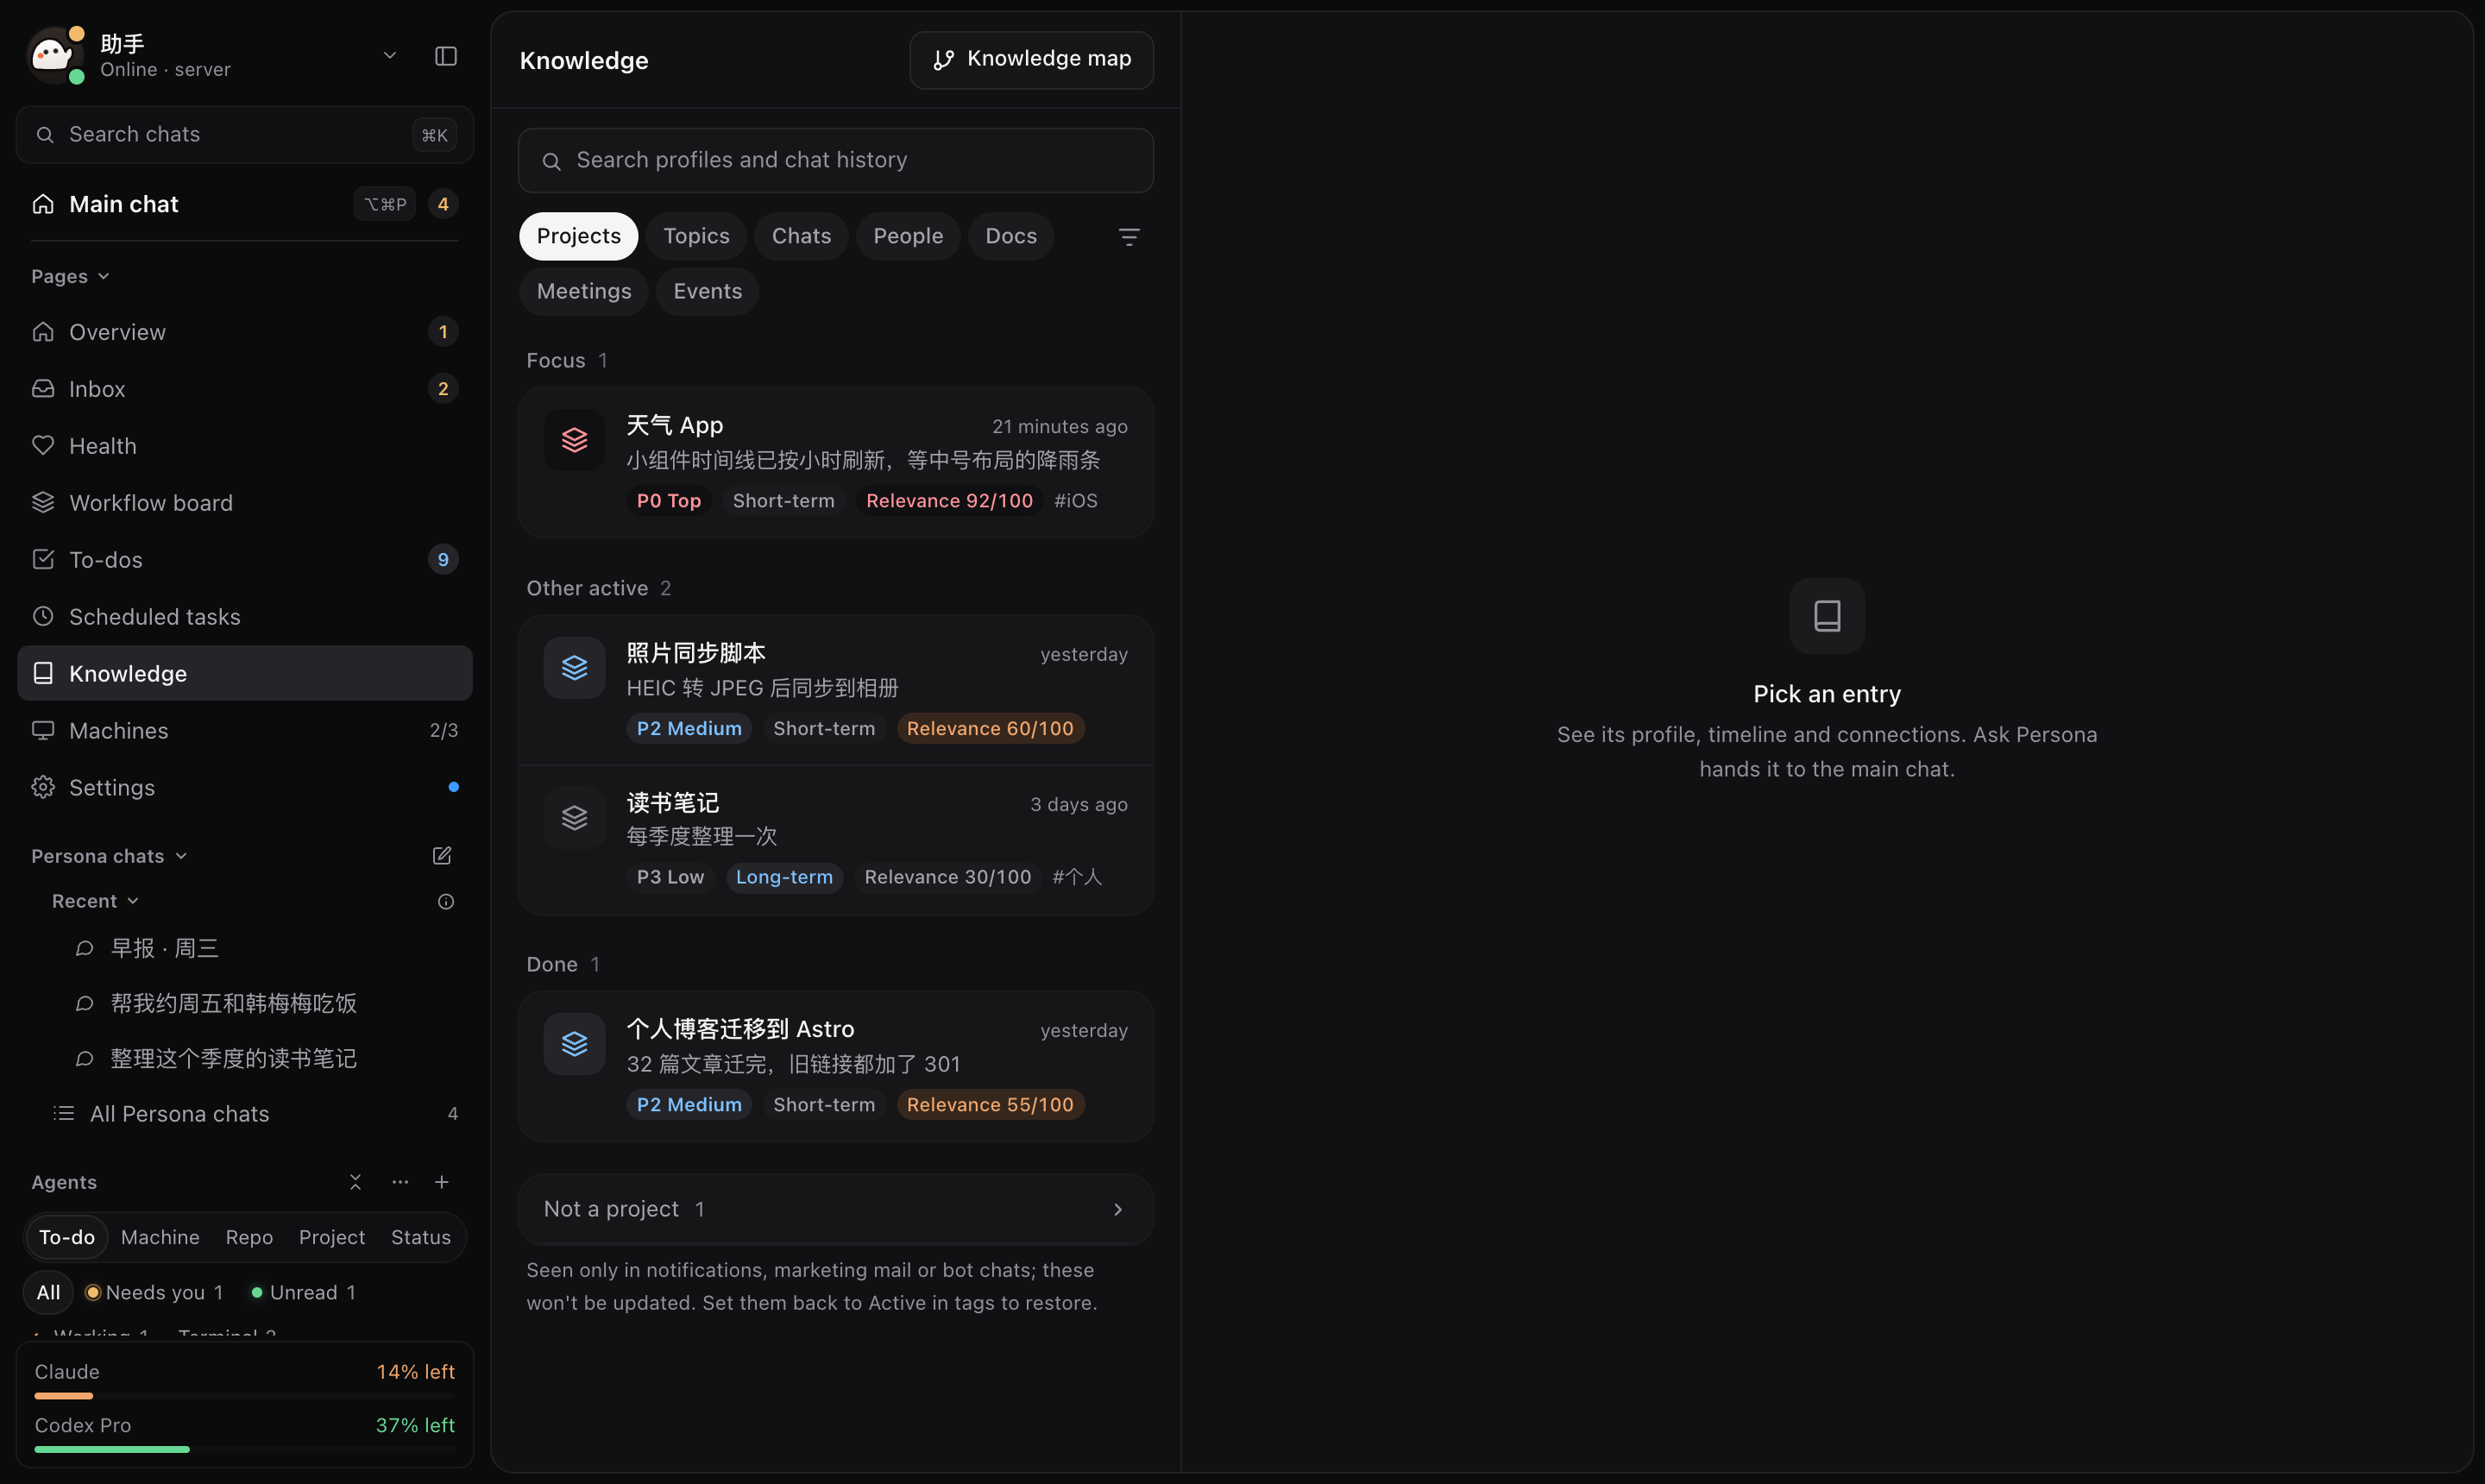 助手
Online · server
Search chats ⌘K
Main chat ⌥⌘P 4
Pages
Overview 1
Inbox 2
Health
Workflow board
To-dos 9
Scheduled tasks
Knowledge
Machines 2/3
Settings
Persona chats
Recent
早报 · 周三
帮我约周五和韩梅梅吃饭
整理这个季度的读书笔记
All Persona chats 4
Agents
To-do Machine Repo Project Status
All Needs you 1 Unread 1
Working 1 Terminal
Claude 14% left
Codex Pro 37% left
Knowledge
Knowledge map
Search profiles and chat history
Projects Topics Chats People Docs
Meetings Events
Focus 1
天气 App 21 minutes ago
小组件时间线已按小时刷新，等中号布局的降雨条
P0 Top Short-term Relevance 92/100 #iOS
Other active 2
照片同步脚本 yesterday
HEIC 转 JPEG 后同步到相册
P2 Medium Short-term Relevance 60/100
读书笔记 3 days ago
每季度整理一次
P3 Low Long-term Relevance 30/100 #个人
Done 1
个人博客迁移到 Astro yesterday
32 篇文章迁完，旧链接都加了 301
P2 Medium Short-term Relevance 55/100
Not a project 1
Seen only in notifications, marketing mail or bot chats; these
won't be updated. Set them back to Active in tags to restore.
Pick an entry
See its profile, timeline and connections. Ask Persona
hands it to the main chat.